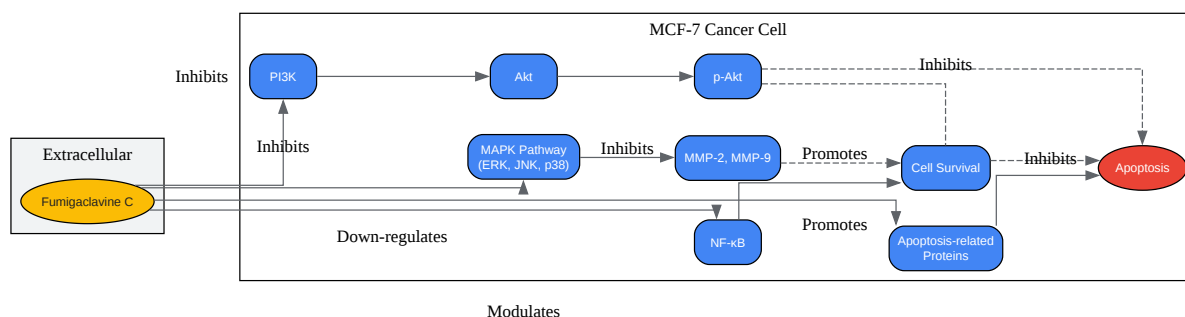 MCF-7 Cancer Cell
Inhibits
PI3K
Akt
p-Akt
Inhibits
Extracellular
Fumigaclavine C
Inhibits
MAPK Pathway
(ERK, JNK, p38)
Inhibits
MMP-2, MMP-9
Promotes
Cell Survival
Inhibits
Apoptosis
Down-regulates
NF-κB
Promotes
Apoptosis-related
Proteins
Modulates